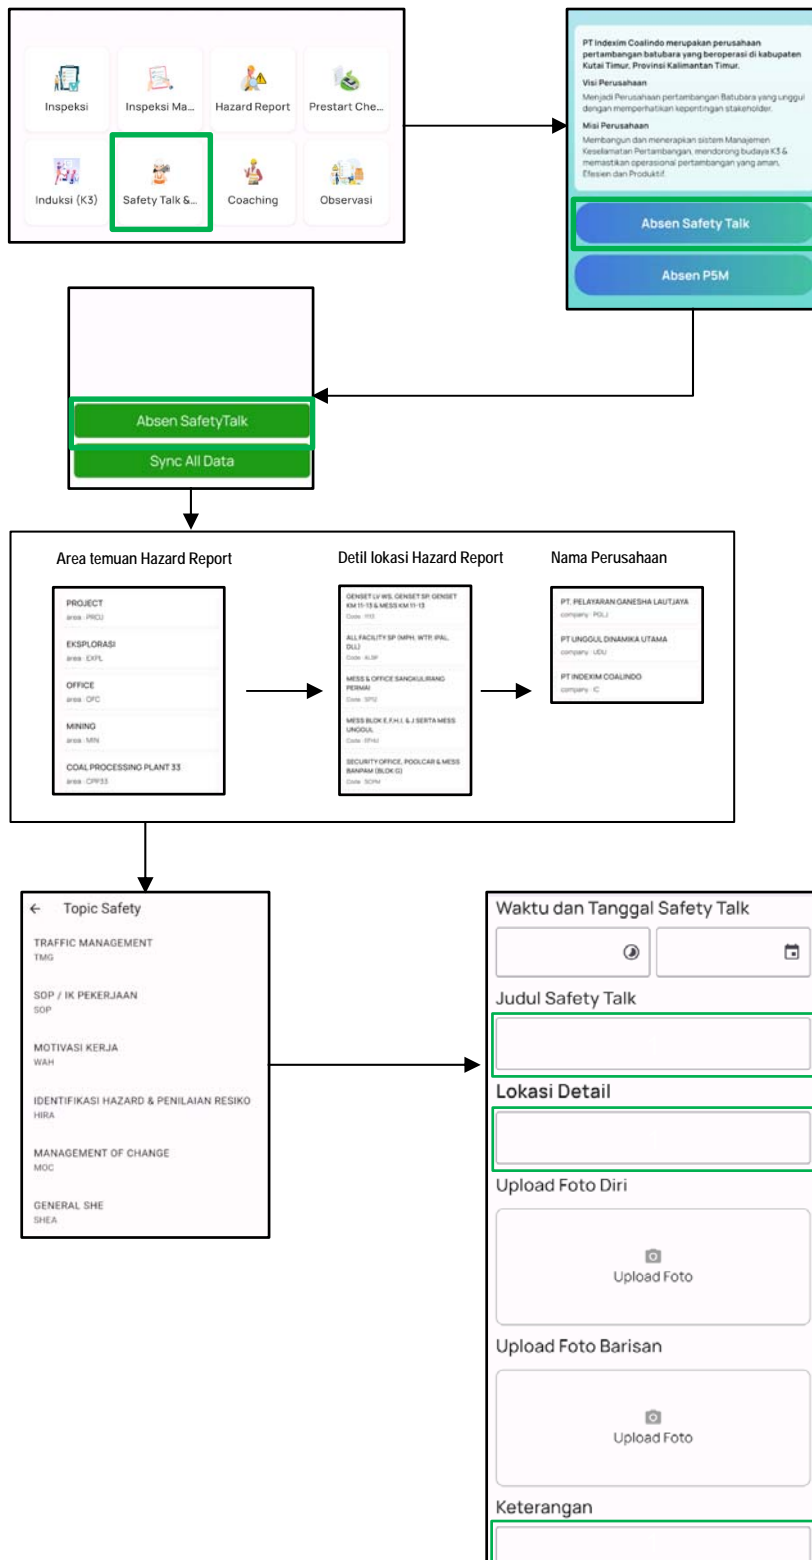 Inspeksi
Inspeksi Ma...
Hazard Report
Prestart Che...
Induksi (K3)
Safety Talk &...
Coaching
Observasi
PT Indexim Coalindo merupakan perusahaan
pertambangan batubara yang beroperasi di kabupaten
Kutai Timur, Provinsi Kalimantan Timur.
Visi Perusahaan
Menjadi Perusahaan pertambangan Batubara yang unggul
dengan memperhatikan kepentingan stakeholder.
Misi Perusahaan
Membangun dan menerapkan sistem Manajemen
Keselamatan Pertambangan, mendorong budaya K3 &
memastikan operasional pertambangan yang aman,
Efesien dan Produktif.
Absen Safety Talk
Absen P5M
Absen SafetyTalk
Sync All Data
Area temuan Hazard Report
PROJECT
area : PROJ
EKSPLORASI
area : EXPL
OFFICE
area : OFC
MINING
area : MIN
COAL PROCESSING PLANT 33
area : CPP33
Detil lokasi Hazard Report
GENSET LV WS, GENSET SP, GENSET
KM 11-13 & MESS KM 11-13
Code :
ALL FACILITY SP (MPH, WTP, IPAL,
DLL)
Code : ALSP
MESS & OFFICE SANGKULIRANG
PERMAI
Code :
MESS BLOK E,F,H,I, & J SERTA MESS
UNGGUL
Code :
SECURITY OFFICE, POOLCAR & MESS
BANPAM (BLOK G)
Code : SOPM
Nama Perusahaan
PT. PELAYARAN GANESHA LAUTJAYA
company : PGLJ
PT UNGGUL DINAMIKA UTAMA
company : UDU
PT INDEXIM COALINDO
company : IC
Topic Safety
TRAFFIC MANAGEMENT
TMG
SOP / IK PEKERJAAN
SOP
MOTIVASI KERJA
WAH
IDENTIFIKASI HAZARD & PENILAIAN RESIKO
HIRA
MANAGEMENT OF CHANGE
MOC
GENERAL SHE
SHEA
Waktu dan Tanggal Safety Talk
Judul Safety Talk
Lokasi Detail
Upload Foto Diri
Upload Foto
Upload Foto Barisan
Upload Foto
Keterangan